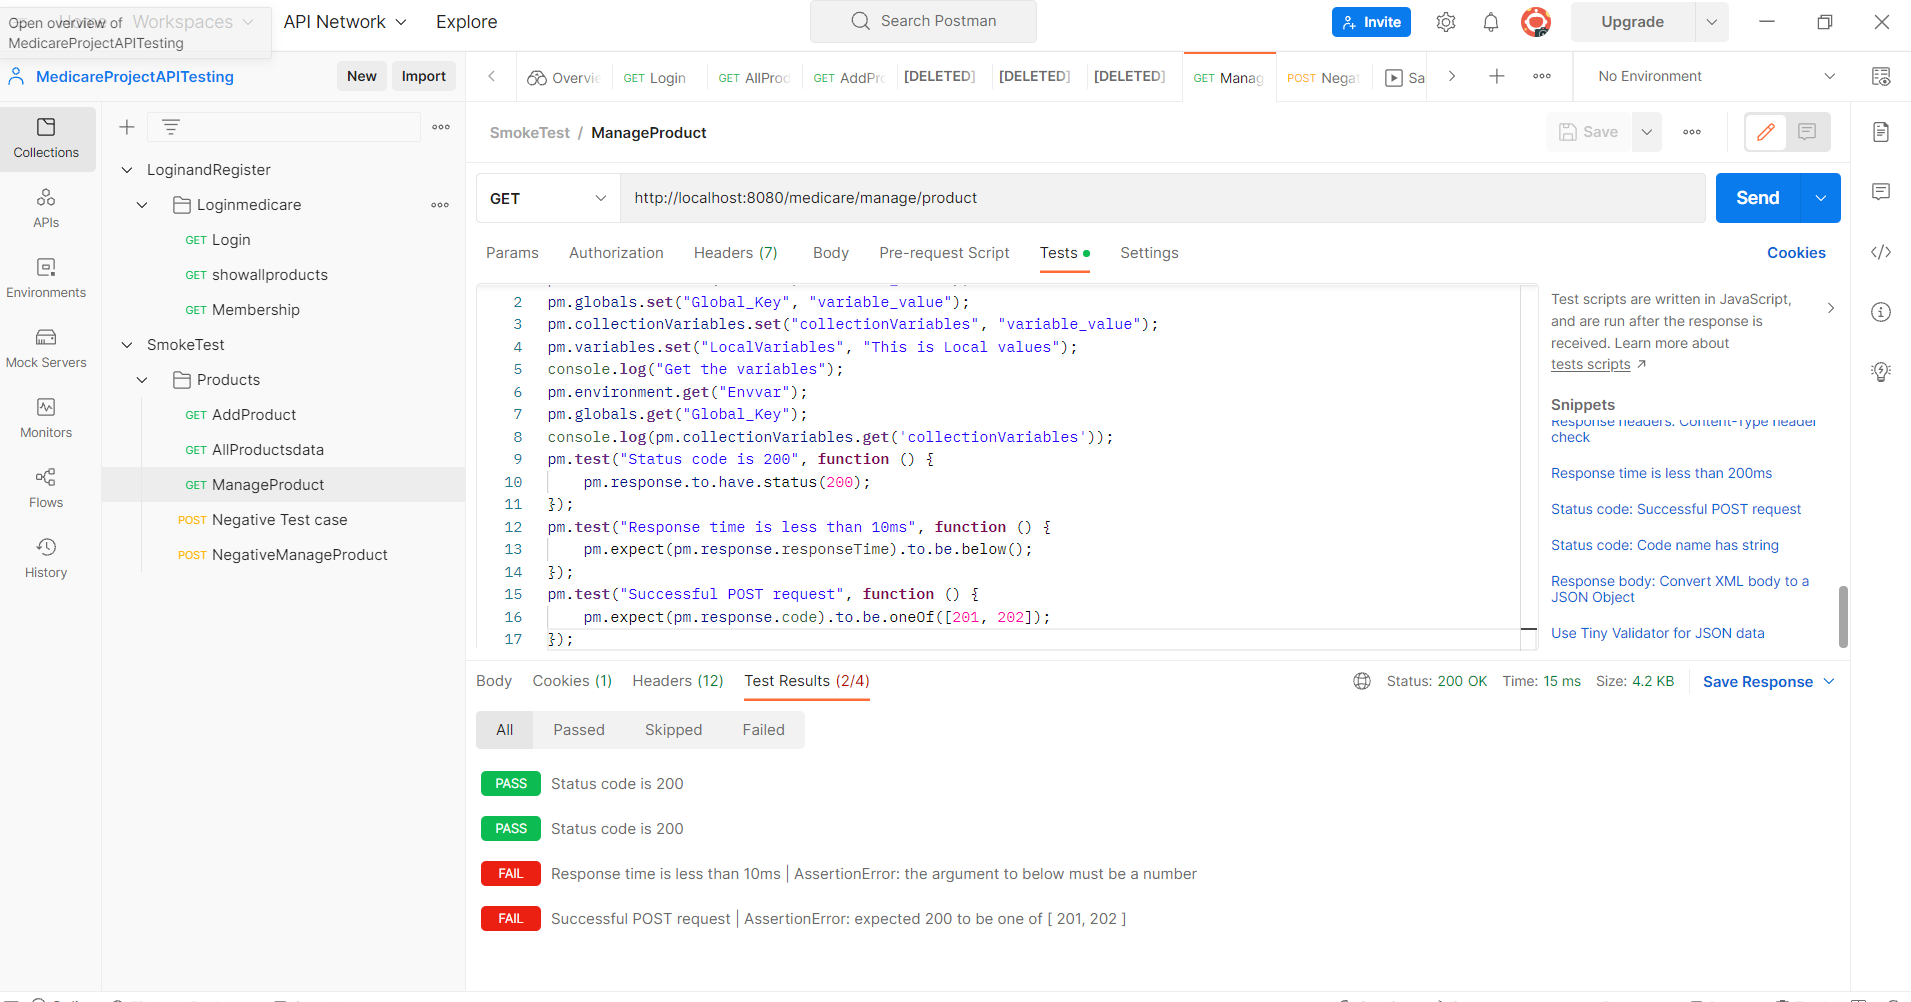 Open overview of
MedicareProjectAPITesting
Home
Workspaces
API Network
Explore
Search Postman
Invite
Upgrade
MedicareProjectAPITesting
New
Import
Overvie
GET Login
GET AllProd
GET AddPro
[DELETED]
[DELETED]
[DELETED]
GET Manag
POST Negat
Sa
No Environment
Collections
APIs
Environments
Mock Servers
Monitors
Flows
History
LoginandRegister
Loginmedicare
GET Login
GET showallproducts
GET Membership
SmokeTest
Products
GET AddProduct
GET AllProductsdata
GET ManageProduct
POST Negative Test case
POST NegativeManageProduct
SmokeTest / ManageProduct
Save
GET
http://localhost:8080/medicare/manage/product
Send
Params
Authorization
Headers (7)
Body
Pre-request Script
Tests
Settings
Cookies
2 pm.globals.set("Global_Key", "variable_value");
3 pm.collectionVariables.set("collectionVariables", "variable_value");
4 pm.variables.set("LocalVariables", "This is Local values");
5 console.log("Get the variables");
6 pm.environment.get("Envvar");
7 pm.globals.get("Global_Key");
8 console.log(pm.collectionVariables.get('collectionVariables'));
9 pm.test("Status code is 200", function () {
10 pm.response.to.have.status(200);
11 });
12 pm.test("Response time is less than 10ms", function () {
13 pm.expect(pm.response.responseTime).to.be.below();
14 });
15 pm.test("Successful POST request", function () {
16 pm.expect(pm.response.code).to.be.oneOf([201, 202]);
17 });
Test scripts are written in JavaScript,
and are run after the response is
received. Learn more about
tests scripts ↗
Snippets
Response headers: Content-Type header
check
Response time is less than 200ms
Status code: Successful POST request
Status code: Code name has string
Response body: Convert XML body to a
JSON Object
Use Tiny Validator for JSON data
Body
Cookies (1)
Headers (12)
Test Results (2/4)
Status: 200 OK
Time: 15 ms
Size: 4.2 KB
Save Response
All
Passed
Skipped
Failed
PASS Status code is 200
PASS Status code is 200
FAIL Response time is less than 10ms | AssertionError: the argument to below must be a number
FAIL Successful POST request | AssertionError: expected 200 to be one of [ 201, 202 ]